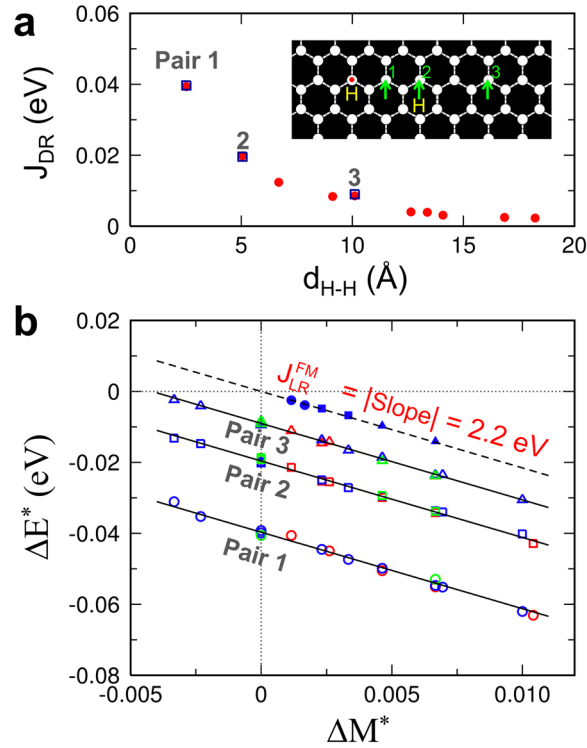 a
0.06
0.04
0.02
0
J_DR (eV)
Pair 1
2
3
1
2
3
H
H
0
5
10
15
20
d_H-H (Å)
b
0.02
0
-0.02
-0.04
-0.06
-0.08
ΔE* (eV)
J_LR^FM = |Slope| = 2.2 eV
Pair 3
Pair 2
Pair 1
-0.005
0
0.005
0.010
ΔM*